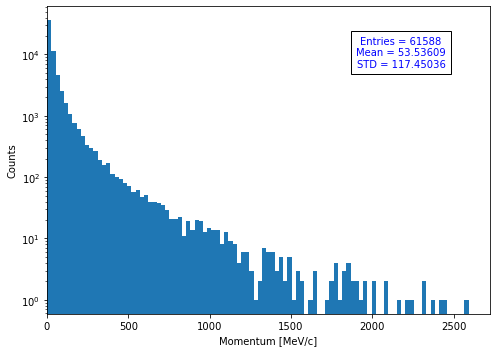 Entries = 61588
Mean = 53.53609
STD = 117.45036
Counts
10⁴
10³
10²
10¹
10⁰
0 500 1000 1500 2000 2500
Momentum [MeV/c]